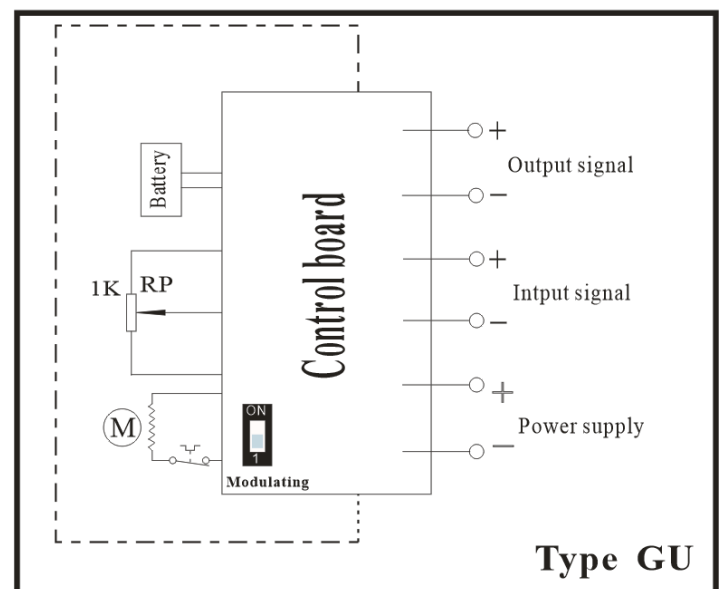 +
Output signal
−
Battery
Control board
+
1K RP
Intput signal
−
+
M
ON
1
Power supply
−
Modulating
Type GU